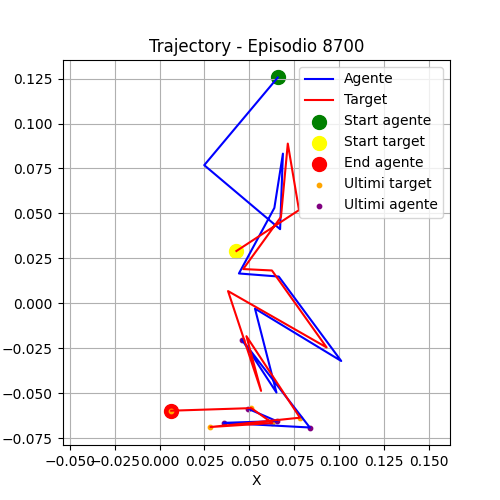 Trajectory - Episodio 8700
Agente
Target
Start agente
Start target
End agente
Ultimi target
Ultimi agente
0.125
0.100
0.075
0.050
0.025
0.000
−0.025
−0.050
−0.075
−0.050 −0.025 0.000 0.025 0.050 0.075 0.100 0.125 0.150
X